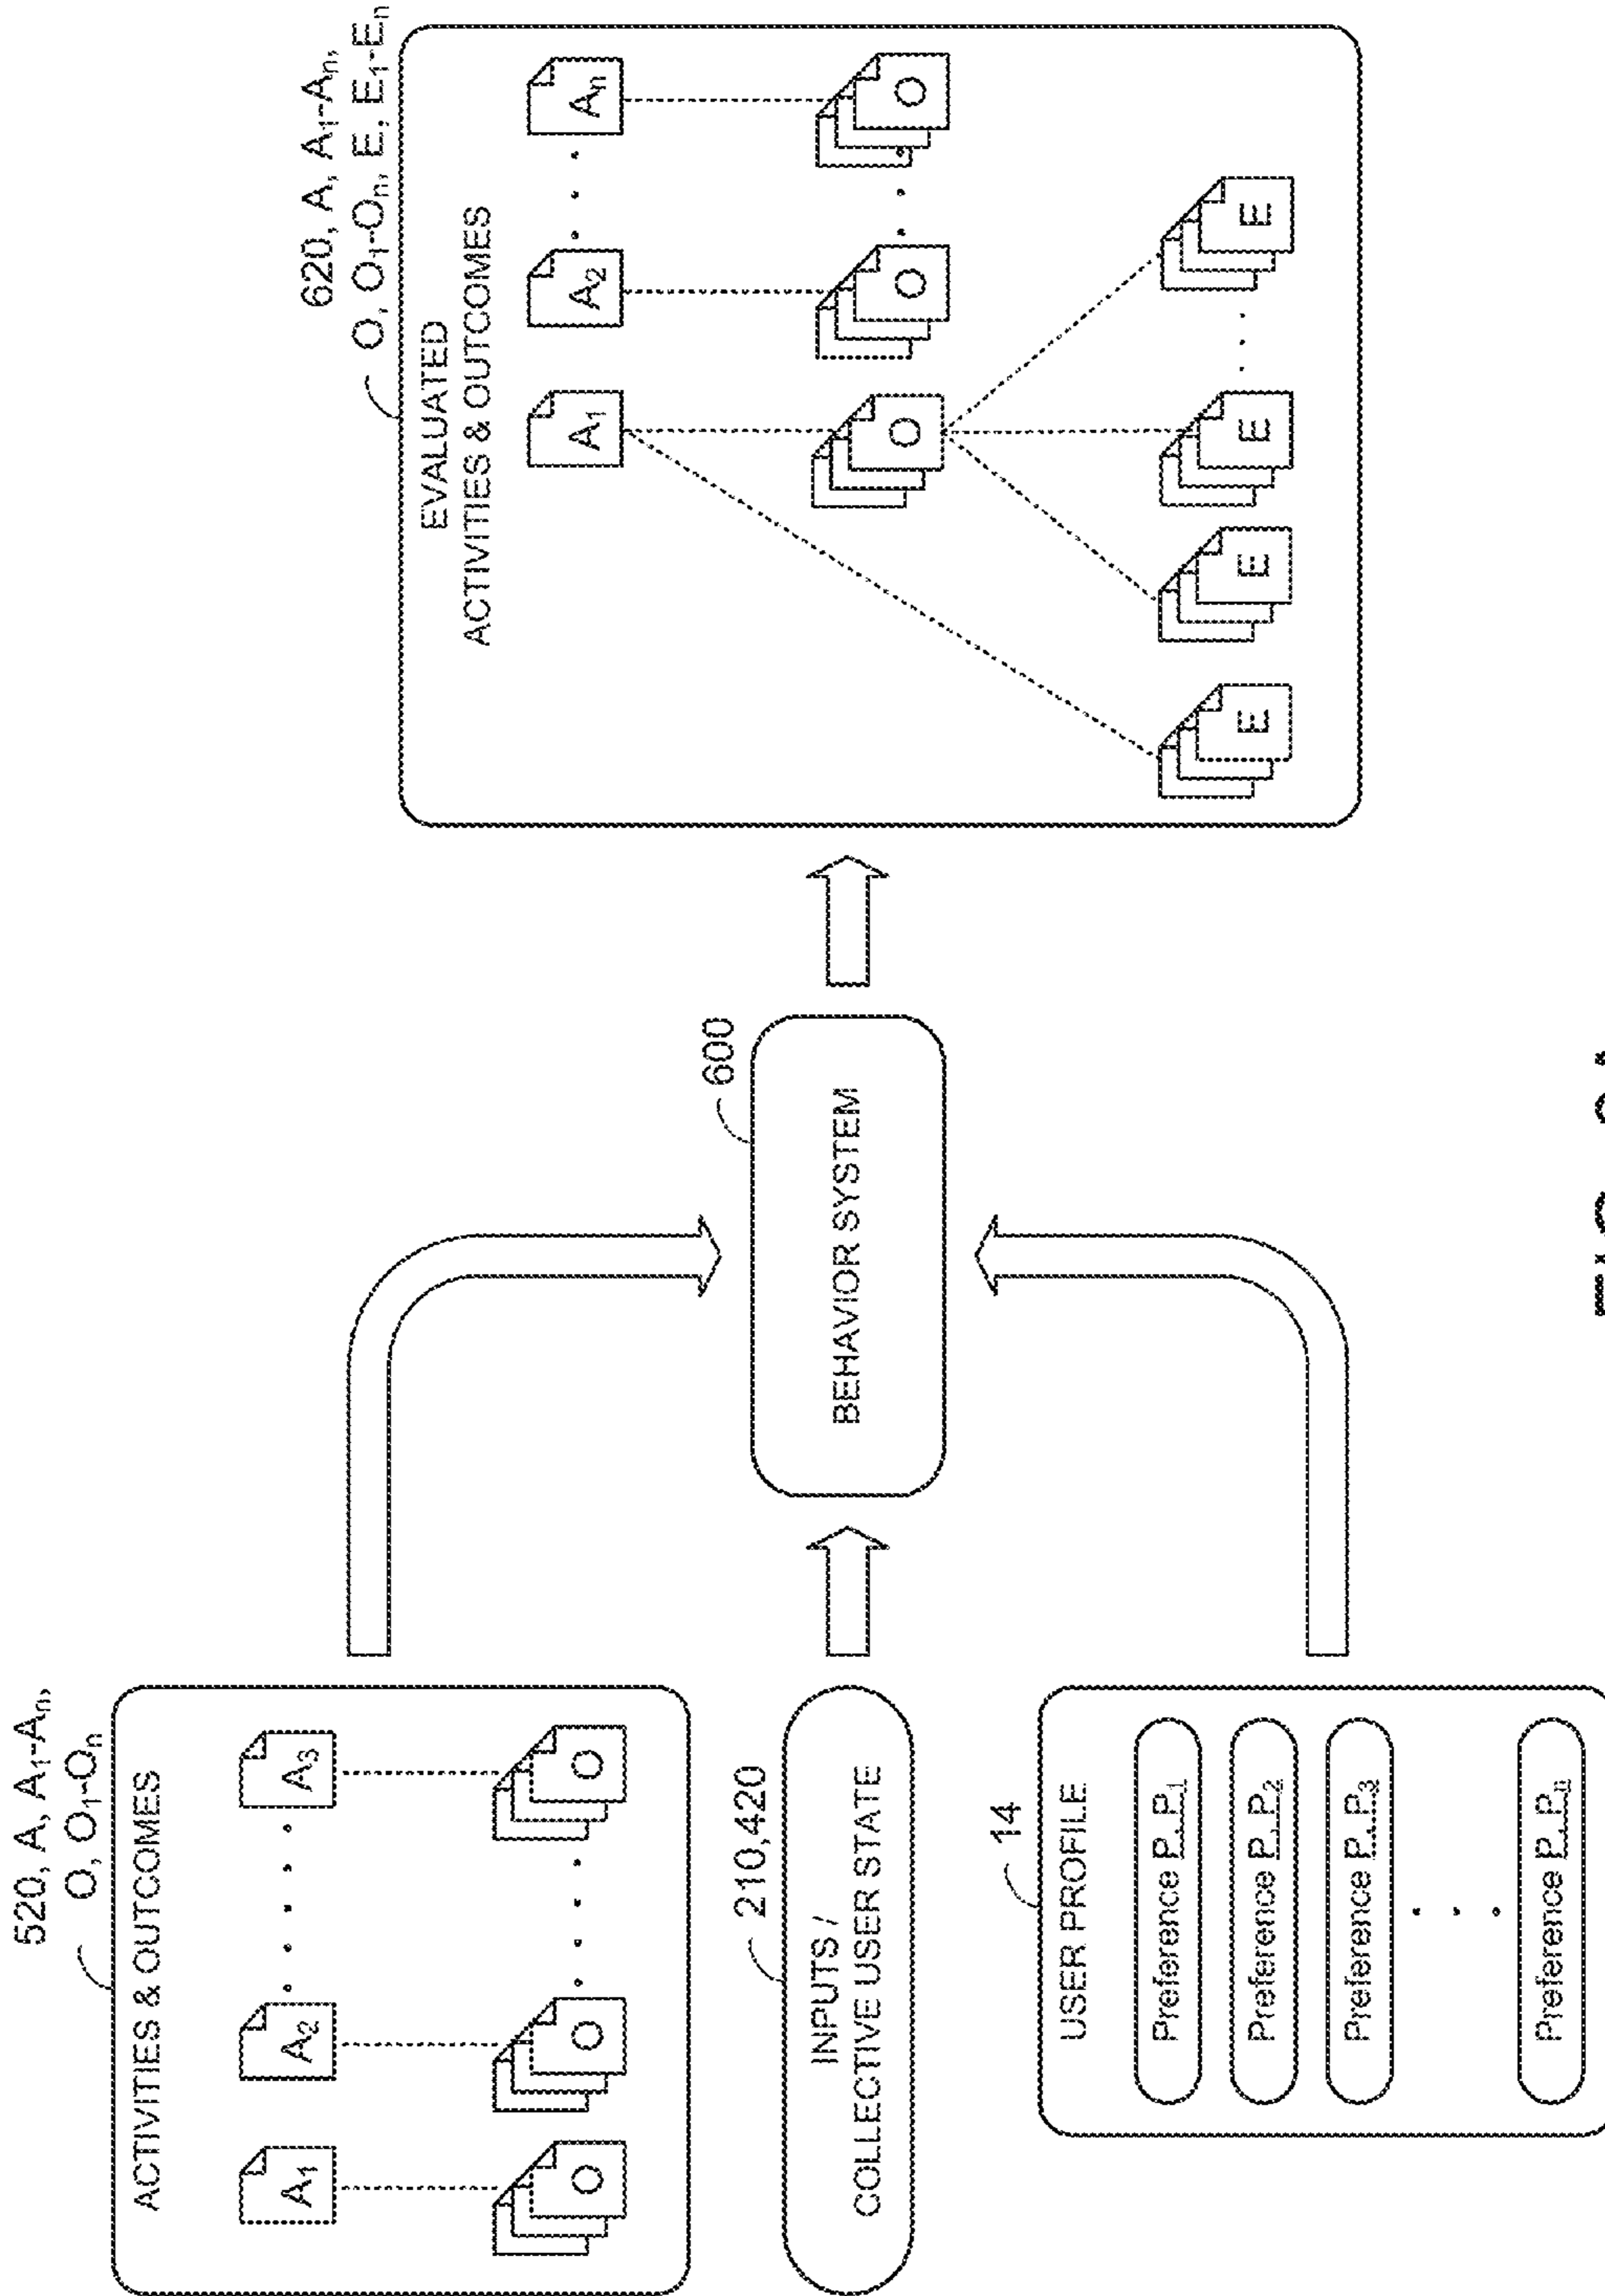 520, A, A₁-Aₙ,
O, O₁-Oₙ
ACTIVITIES & OUTCOMES
A₁
A₂
A₃
O
O
O
210,420
INPUTS /
COLLECTIVE USER STATE
14
USER PROFILE
Preference P, P₁
Preference P, P₂
Preference P, P₃
Preference P, Pₙ
600
BEHAVIOR SYSTEM
620, A, A₁-Aₙ,
O, O₁-Oₙ, E, E₁-Eₙ
EVALUATED
ACTIVITIES & OUTCOMES
A₁
A₂
Aₙ
O
O
O
E
E
E
E